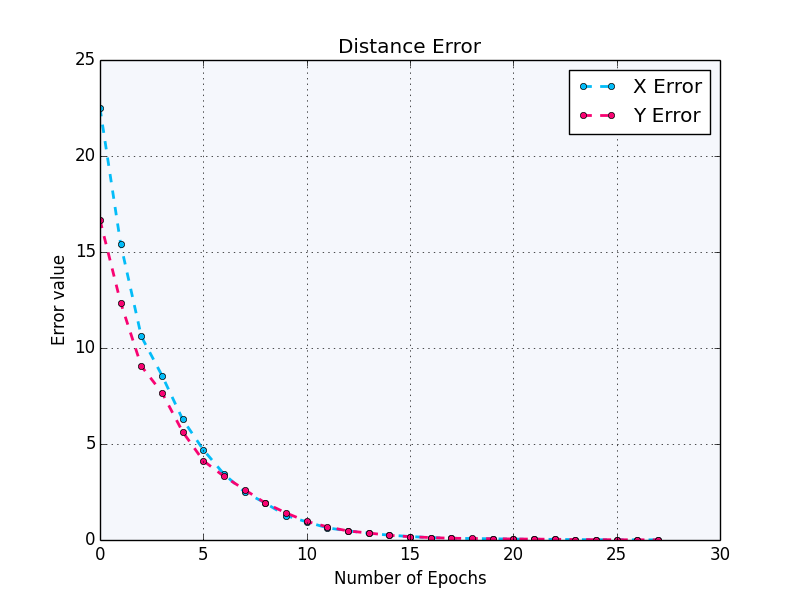 Distance Error
25
20
15
10
5
0
Error value
X Error
Y Error
0 5 10 15 20 25 30
Number of Epochs